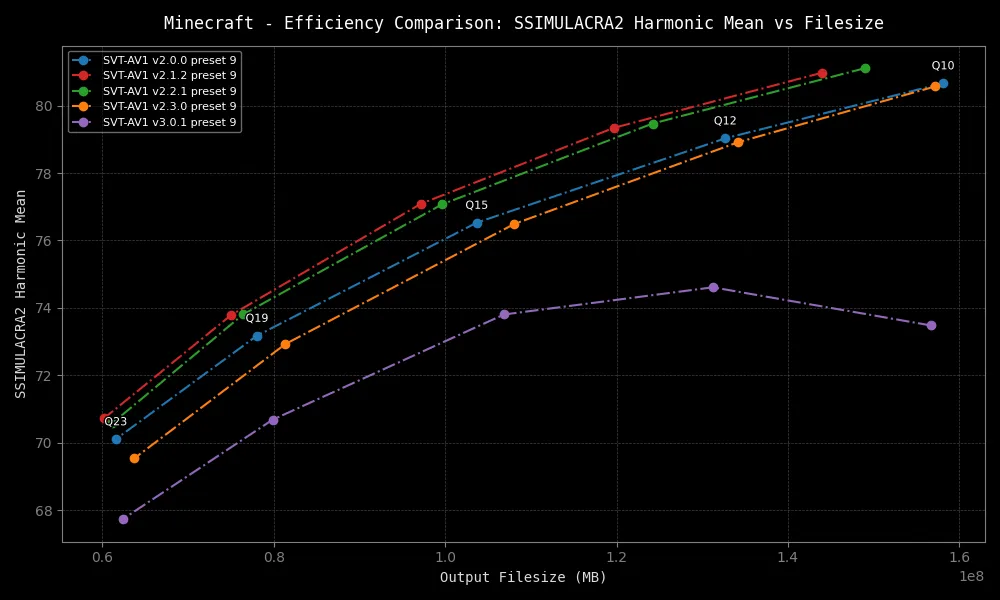 Minecraft - Efficiency Comparison: SSIMULACRA2 Harmonic Mean vs Filesize
SVT-AV1 v2.0.0 preset 9
SVT-AV1 v2.1.2 preset 9
SVT-AV1 v2.2.1 preset 9
SVT-AV1 v2.3.0 preset 9
SVT-AV1 v3.0.1 preset 9
Q10
Q12
Q15
Q19
Q23
SSIMULACRA2 Harmonic Mean
80
78
76
74
72
70
68
0.6 0.8 1.0 1.2 1.4 1.6
1e8
Output Filesize (MB)